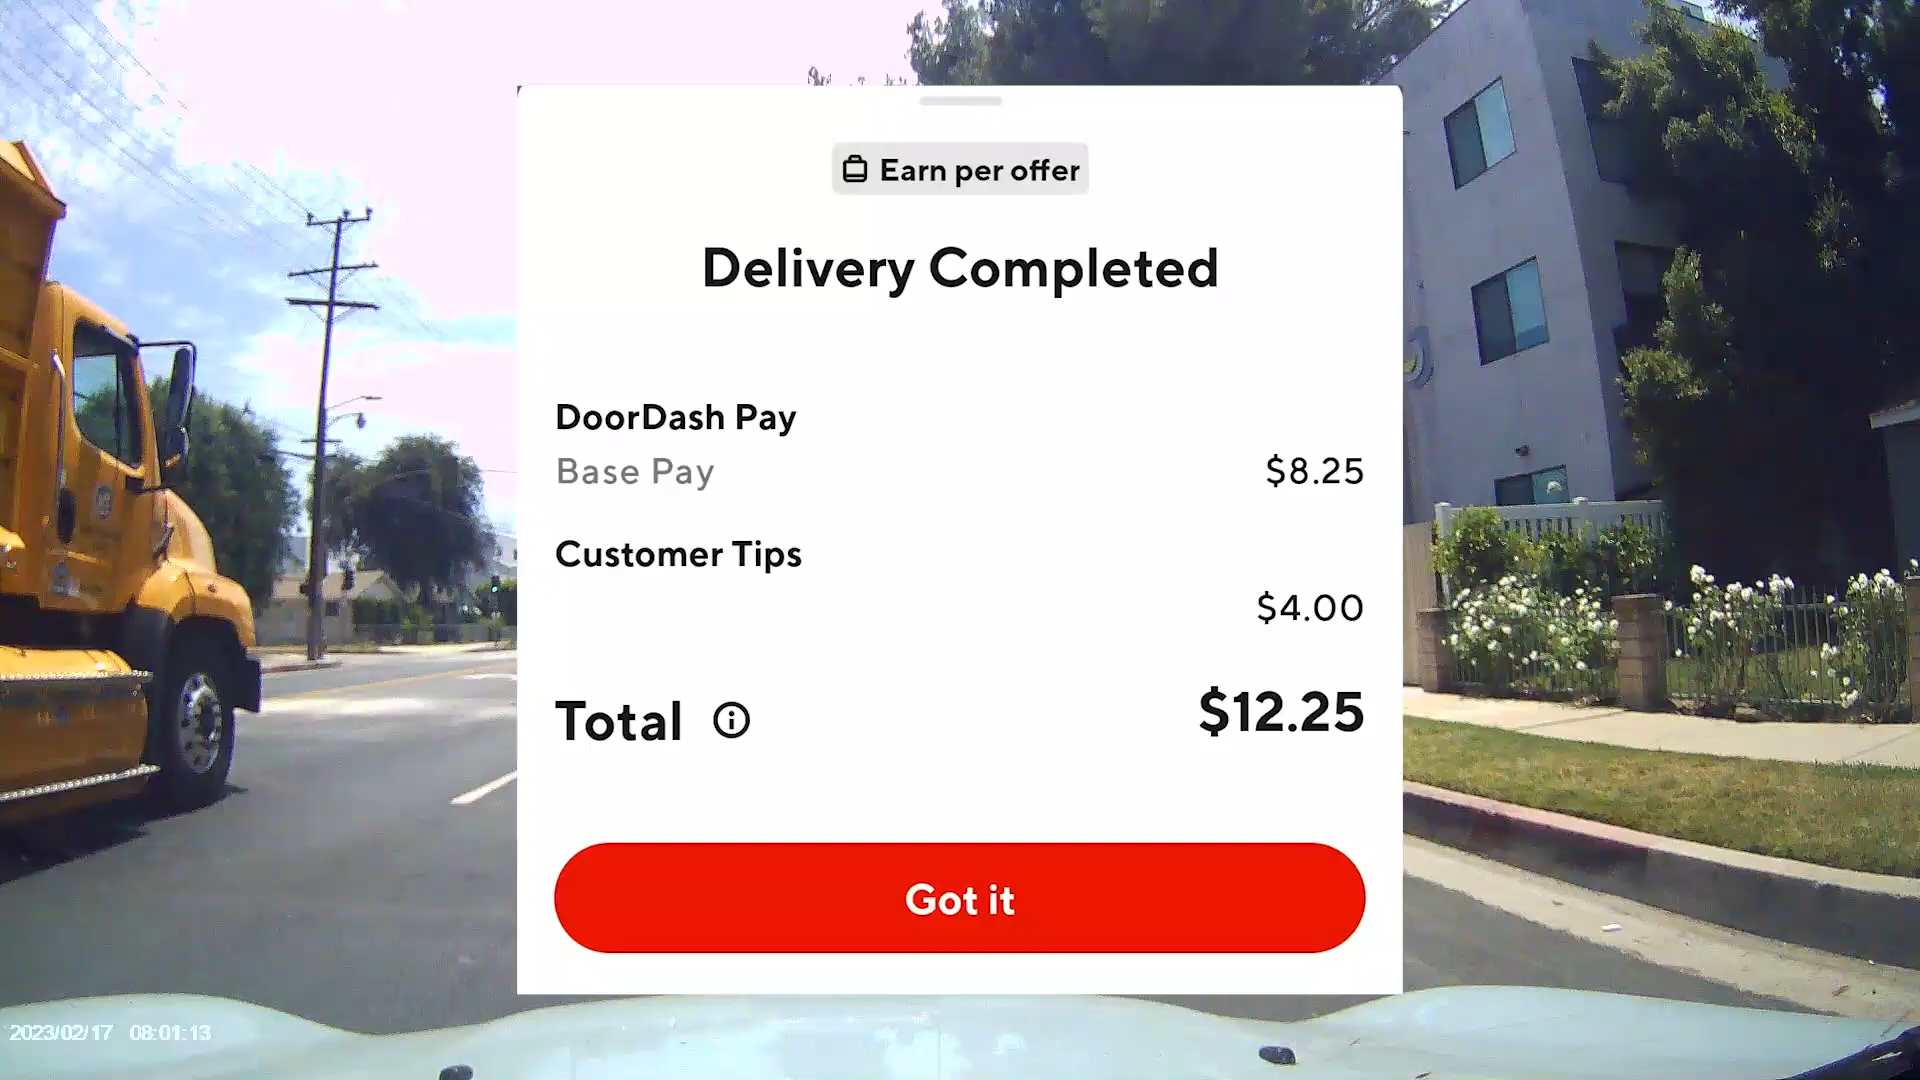 Earn per offer
Delivery Completed
DoorDash Pay
Base Pay $8.25
Customer Tips
$4.00
Total $12.25
Got it
2023/02/17 08:01:13